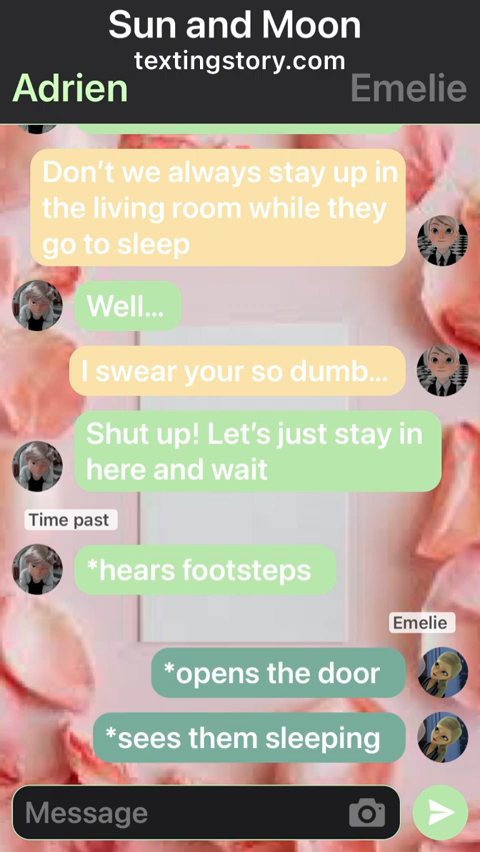 Sun and Moon
textingstory.com
Adrien
Emelie
Don’t we always stay up in
the living room while they
go to sleep
Well...
I swear your so dumb...
Shut up! Let’s just stay in
here and wait
Time past
*hears footsteps
Emelie
*opens the door
*sees them sleeping
Message